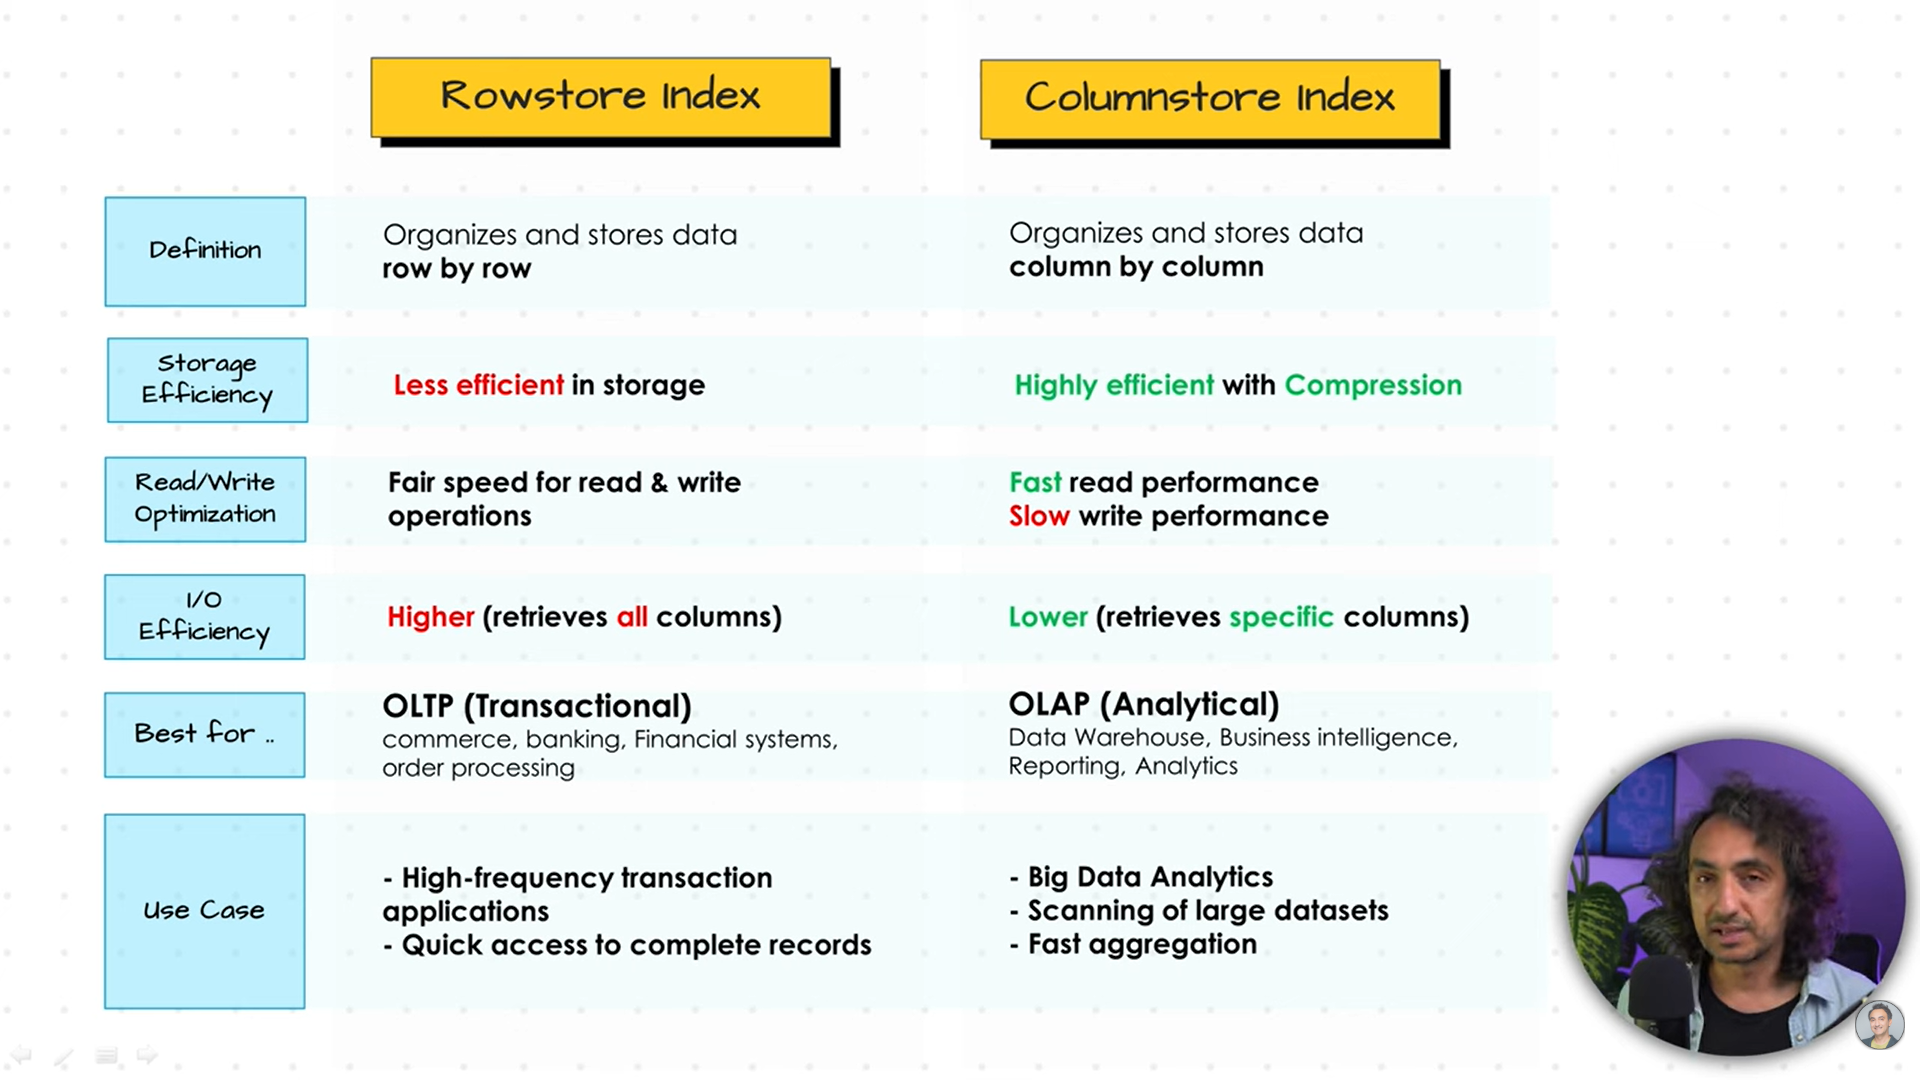 Rowstore Index
Columnstore Index
Definition
Organizes and stores data
row by row
Organizes and stores data
column by column
Storage
Efficiency
Less efficient in storage
Highly efficient with Compression
Read/Write
Optimization
Fair speed for read & write
operations
Fast read performance
Slow write performance
I/O
Efficiency
Higher (retrieves all columns)
Lower (retrieves specific columns)
Best for ..
OLTP (Transactional)
commerce, banking, Financial systems,
order processing
OLAP (Analytical)
Data Warehouse, Business intelligence,
Reporting, Analytics
Use Case
- High-frequency transaction
applications
- Quick access to complete records
- Big Data Analytics
- Scanning of large datasets
- Fast aggregation